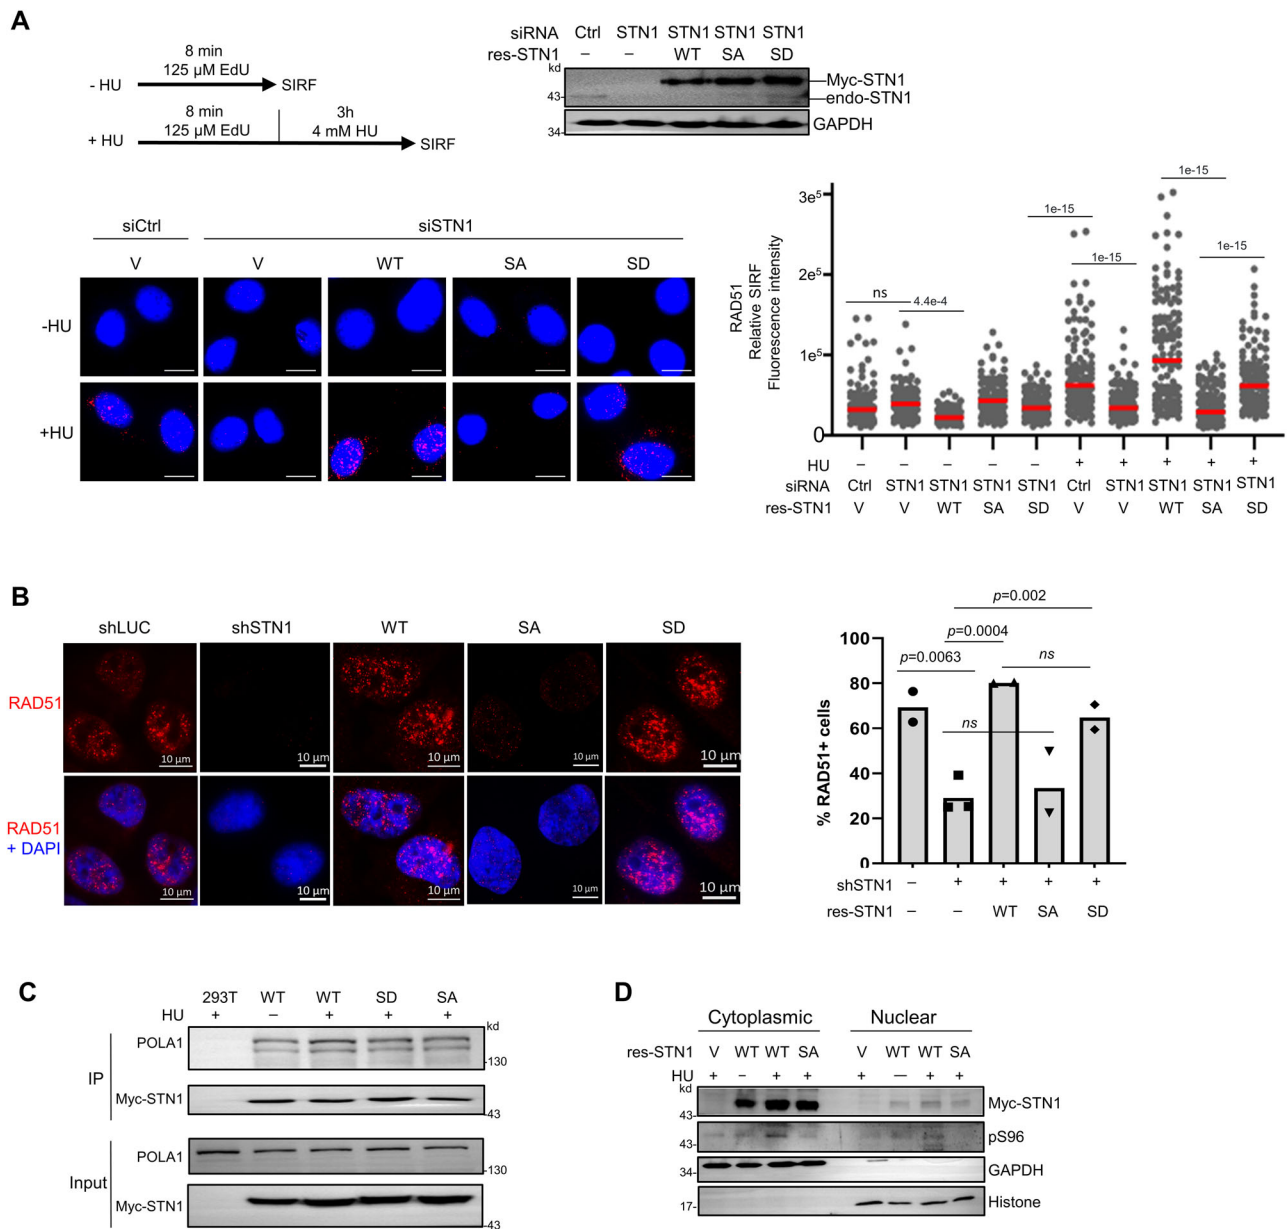 A
8 min
125 µM EdU
- HU
SIRF
8 min
3h
125 µM EdU
4 mM HU
+ HU
SIRF
siRNA Ctrl STN1 STN1 STN1 STN1
res-STN1 – – WT SA SD
kd
Myc-STN1
43-
endo-STN1
GAPDH
34-
siCtrl siSTN1
V V WT SA SD
-HU
+HU
RAD51
Relative SIRF
Fluorescence intensity
3e5
2e5
1e5
0
ns
4.4e-4
1e-15
1e-15
1e-15
1e-15
HU – – – – – + + + + +
siRNA Ctrl STN1 STN1 STN1 STN1 Ctrl STN1 STN1 STN1 STN1
res-STN1 V V WT SA SD V V WT SA SD
B
shLUC shSTN1 WT SA SD
RAD51
10 µm 10 µm 10 µm 10 µm 10 µm
RAD51
+ DAPI
10 µm 10 µm 10 µm 10 µm 10 µm
% RAD51+ cells
100
80
60
40
20
0
p=0.002
p=0.0004
p=0.0063
ns
ns
shSTN1 – + + + +
res-STN1 – – WT SA SD
C
293T WT WT SD SA
HU + – + + +
kd
IP
POLA1
-130
Myc-STN1
-43
Input
POLA1
-130
Myc-STN1
-43
D
Cytoplasmic Nuclear
res-STN1 V WT WT SA V WT WT SA
HU + – + + + — + +
kd
Myc-STN1
43-
pS96
43-
GAPDH
34-
Histone
17-